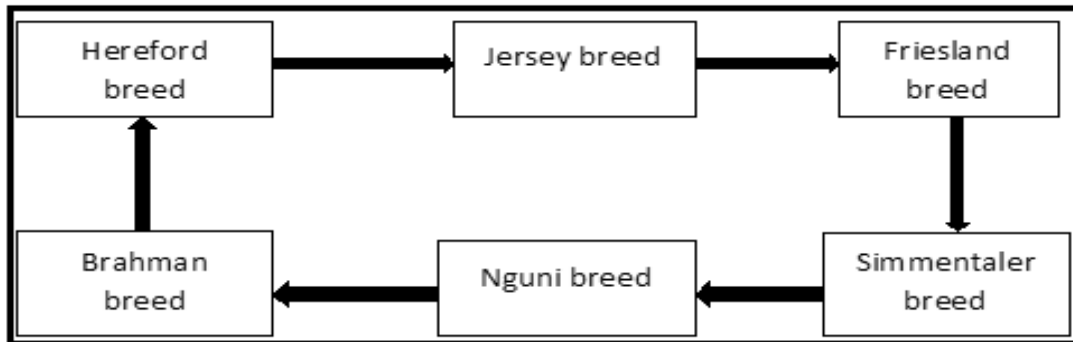 Hereford
breed
Jersey breed
Friesland
breed
Brahman
breed
Nguni breed
Simmentaler
breed